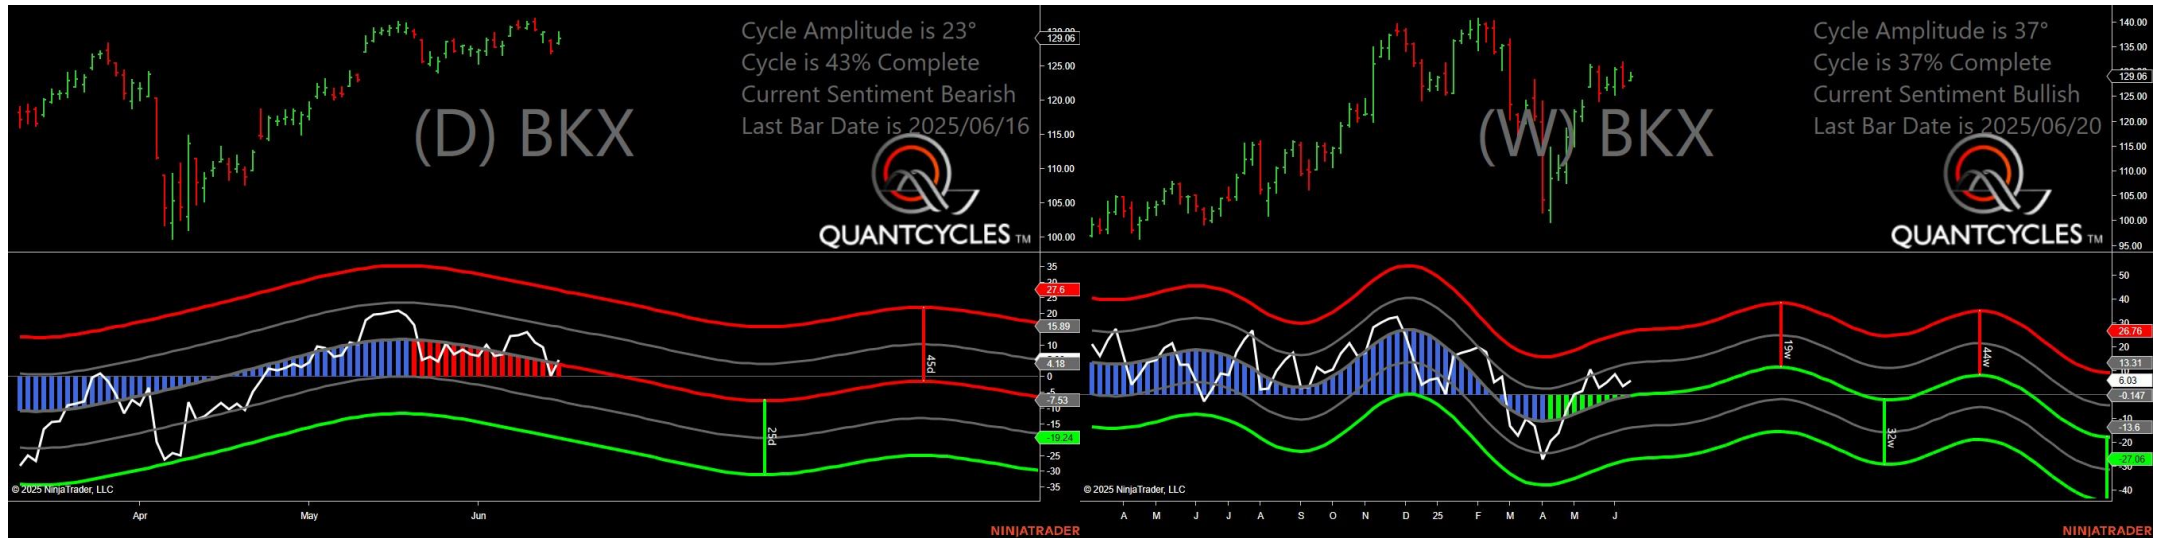 Cycle Amplitude is 23°
Cycle is 43% Complete
Current Sentiment Bearish
Last Bar Date is 2025/06/16
(D) BKX
QUANTCYCLES TM
129.06
125.00
120.00
115.00
110.00
105.00
100.00
35
27.6
25
20
15.89
10
4.18
0
-5
-7.53
-10
-15
-19.24
-25
-30
-35
45d
25d
© 2025 NinjaTrader, LLC
Apr
May
Jun
NINJATRADER
Cycle Amplitude is 37°
Cycle is 37% Complete
Current Sentiment Bullish
Last Bar Date is 2025/06/20
(W) BKX
QUANTCYCLES TM
140.00
135.00
129.06
125.00
120.00
115.00
110.00
105.00
100.00
95.00
50
40
26.76
20
13.31
6.03
-0.147
-10
-13.6
-20
-27.06
-40
19w
44w
32w
© 2025 NinjaTrader, LLC
A M J J A S O N D 25 F M A M J
NINJATRADER